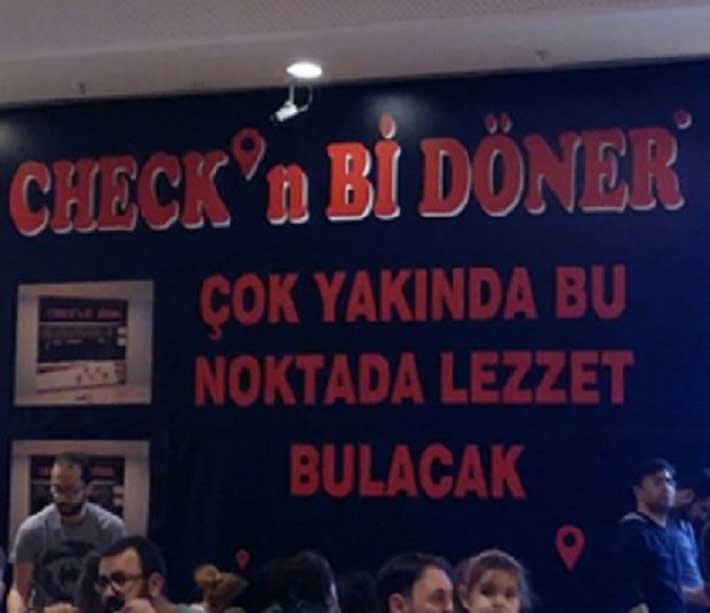 CHECK'n Bİ DÖNER
ÇOK YAKINDA BU
NOKTADA LEZZET
BULACAK